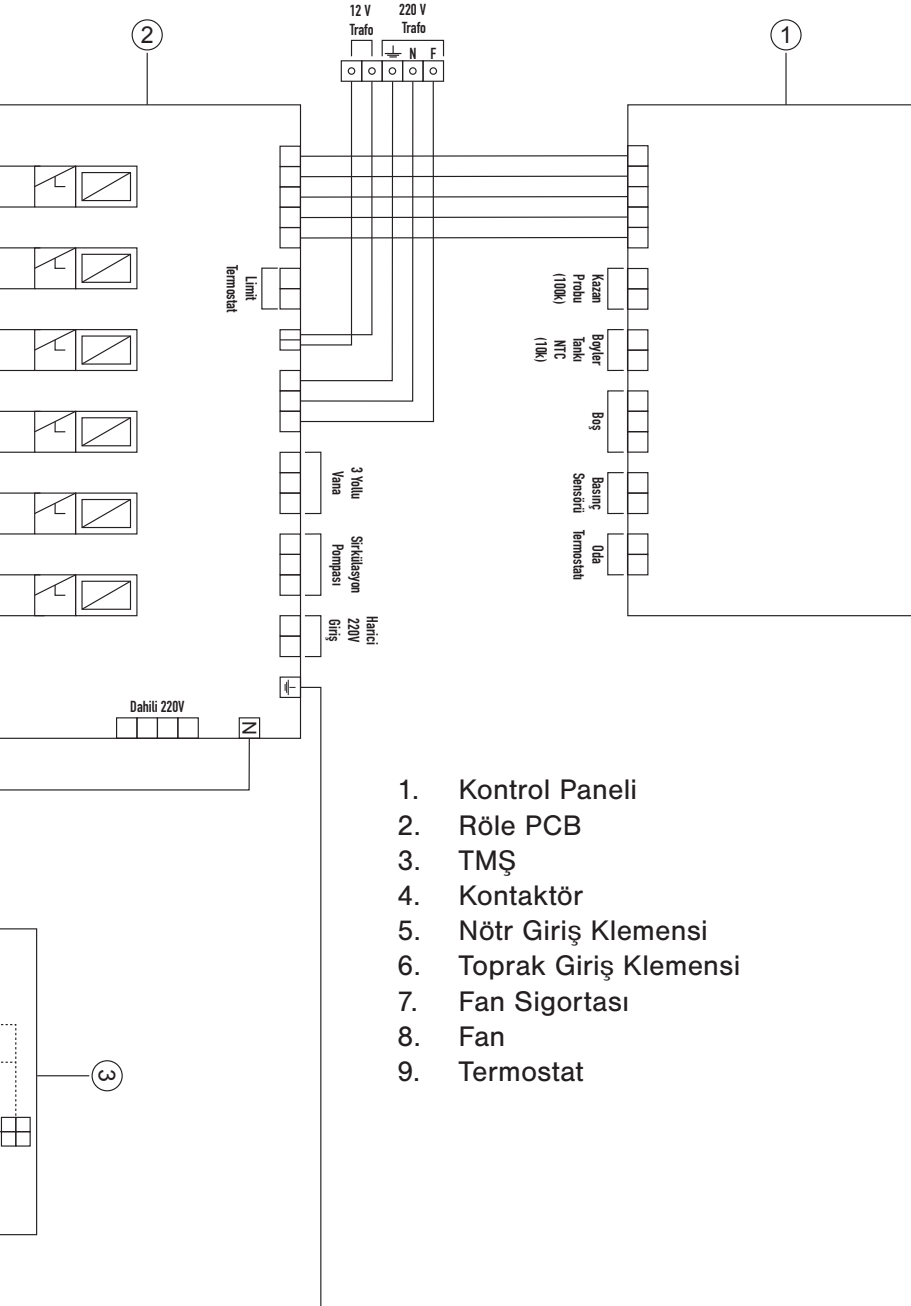 2
12 V
Trafo
220 V
Trafo
N F
1
Limit
Termostat
Kazan
Probu
(100k)
Boyler
Tankı
NTC
(10k)
Boş
3 Yollu
Vana
Basınç
Sensörü
Sirkülasyon
Pompası
Oda
Termostatı
Harici
220V
Giriş
Dahili 220V
N
1. Kontrol Paneli
2. Röle PCB
3. TMŞ
4. Kontaktör
5. Nötr Giriş Klemensi
6. Toprak Giriş Klemensi
7. Fan Sigortası
8. Fan
9. Termostat
3